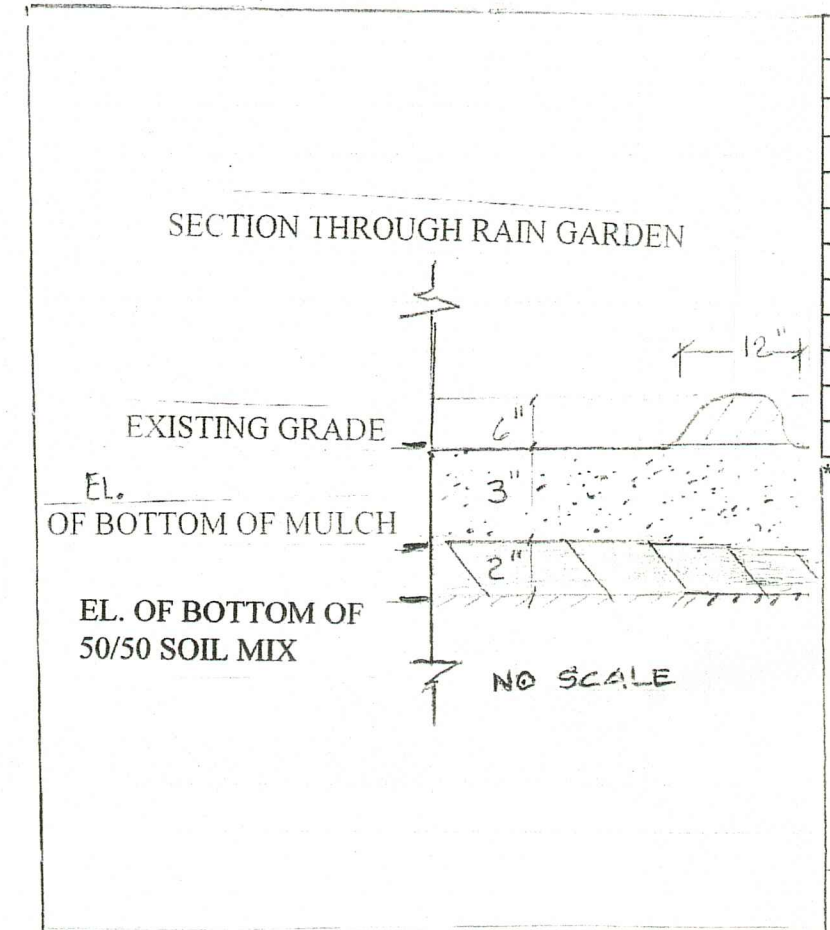 SECTION THROUGH RAIN GARDEN
12"
EXISTING GRADE
6"
EL.
3"
OF BOTTOM OF MULCH
2"
EL. OF BOTTOM OF
50/50 SOIL MIX
NO SCALE
*